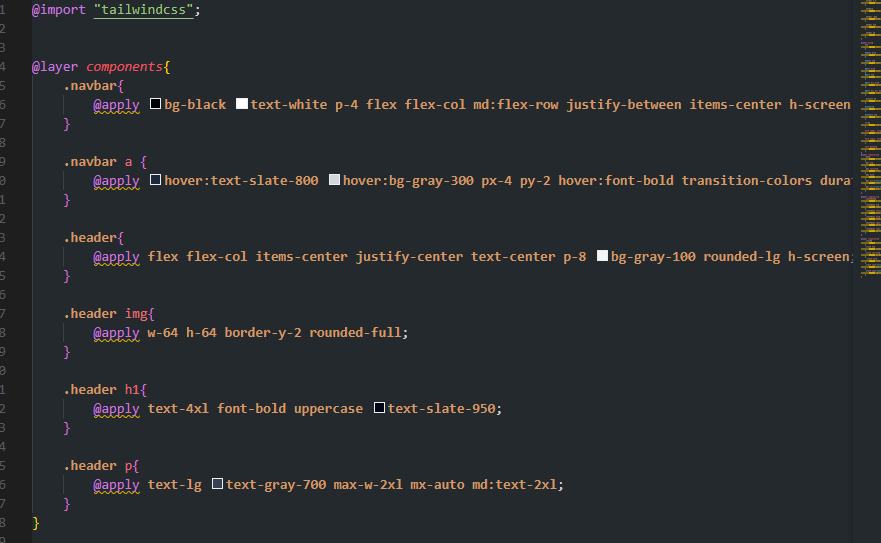 1 @import "tailwindcss";
2
3
4 @layer components{
5 .navbar{
6 @apply bg-black text-white p-4 flex flex-col md:flex-row justify-between items-center h-screen
7 }
8
9 .navbar a {
0 @apply hover:text-slate-800 hover:bg-gray-300 px-4 py-2 hover:font-bold transition-colors dura
1 }
2
3 .header{
4 @apply flex flex-col items-center justify-center text-center p-8 bg-gray-100 rounded-lg h-screen;
5 }
6
7 .header img{
8 @apply w-64 h-64 border-y-2 rounded-full;
9 }
0
1 .header h1{
2 @apply text-4xl font-bold uppercase text-slate-950;
3 }
4
5 .header p{
6 @apply text-lg text-gray-700 max-w-2xl mx-auto md:text-2xl;
7 }
8 }
9